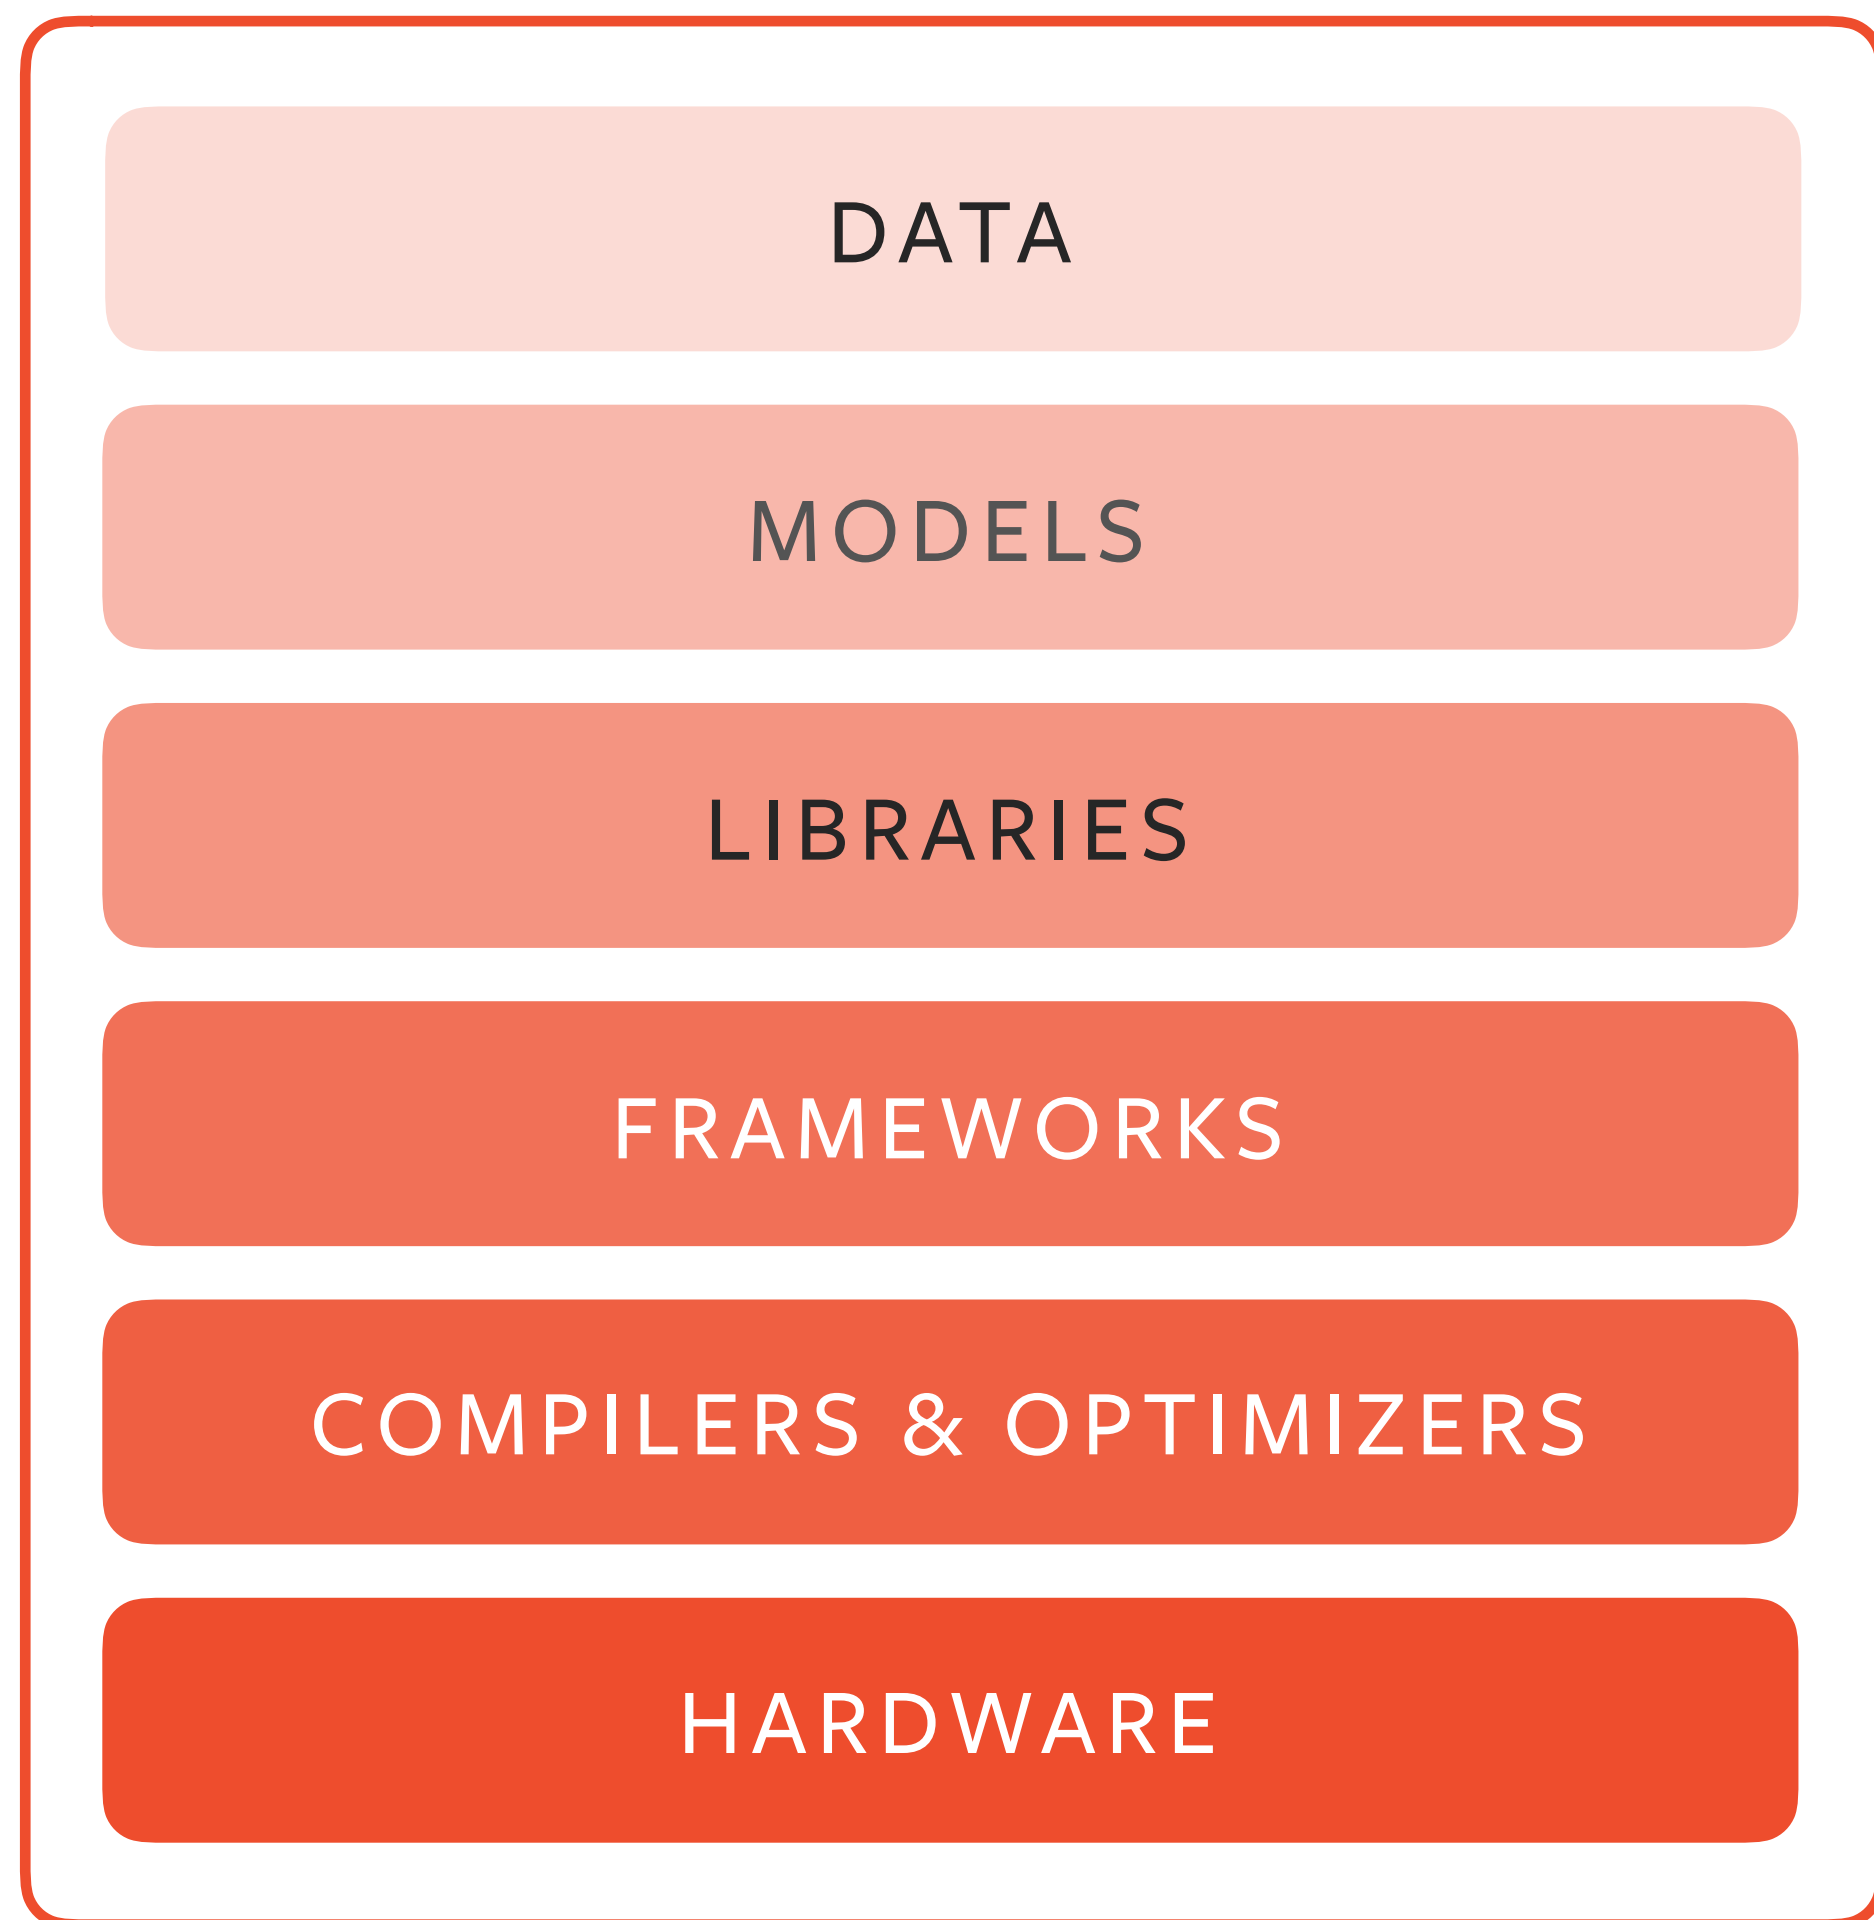 DATA
MODELS
LIBRARIES
FRAMEWORKS
COMPILERS & OPTIMIZERS
HARDWARE